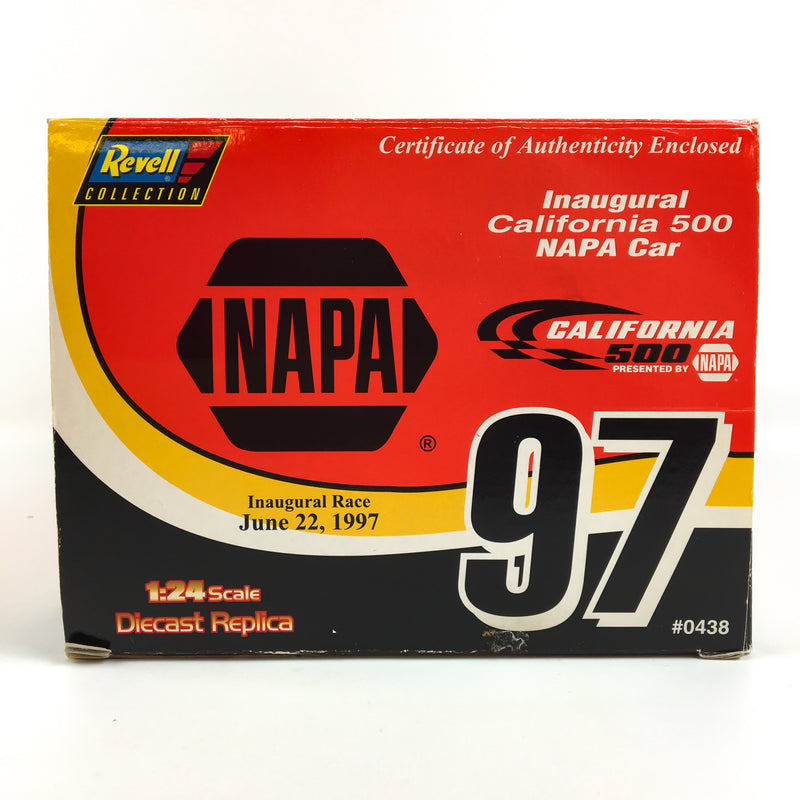 Revell
®
COLLECTION
Certificate of Authenticity Enclosed
Inaugural
California 500
NAPA Car
NAPA
®
CALIFORNIA
500
PRESENTED BY NAPA
97
Inaugural Race
June 22, 1997
1:24 Scale
Diecast Replica
#0438